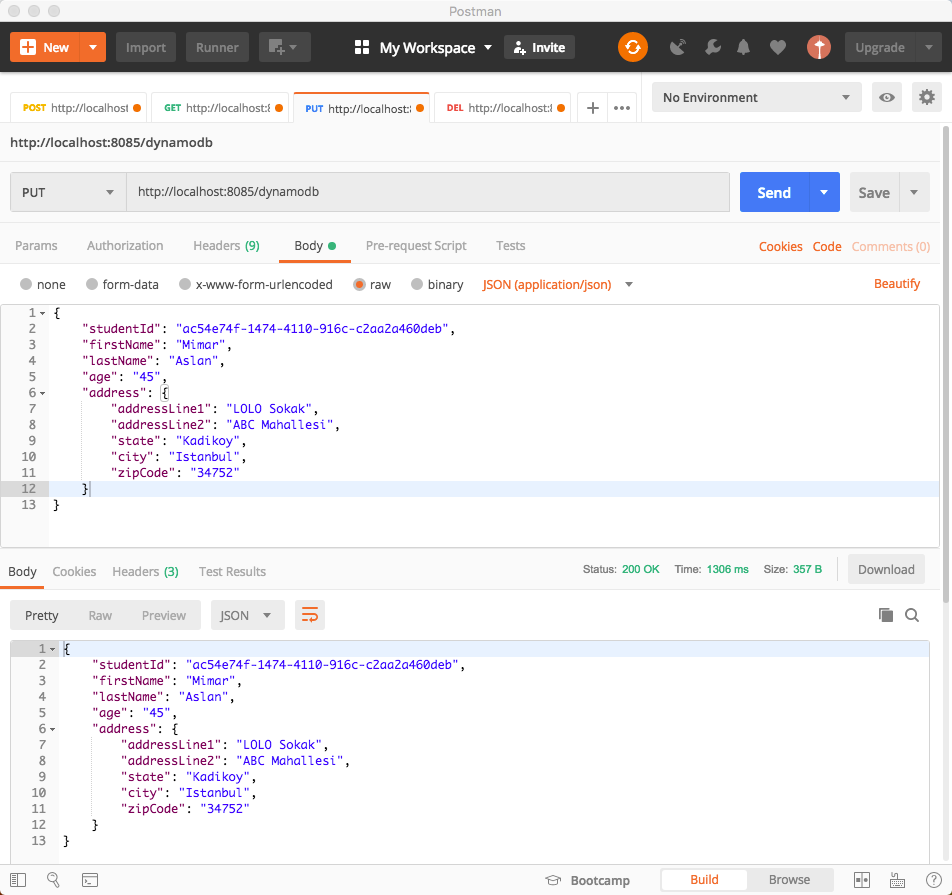 Postman
New Import Runner My Workspace Invite Upgrade
POST http://localhost GET http://localhost:8 PUT http://localhost: DEL http://localhost:8 No Environment
http://localhost:8085/dynamodb
PUT http://localhost:8085/dynamodb Send Save
Params Authorization Headers (9) Body Pre-request Script Tests Cookies Code Comments (0)
none form-data x-www-form-urlencoded raw binary JSON (application/json) Beautify
1 {
2 "studentId": "ac54e74f-1474-4110-916c-c2aa2a460deb",
3 "firstName": "Mimar",
4 "lastName": "Aslan",
5 "age": "45",
6 "address": {
7 "addressLine1": "LOLO Sokak",
8 "addressLine2": "ABC Mahallesi",
9 "state": "Kadikoy",
10 "city": "Istanbul",
11 "zipCode": "34752"
12 }
13 }
Body Cookies Headers (3) Test Results Status: 200 OK Time: 1306 ms Size: 357 B Download
Pretty Raw Preview JSON
1 {
2 "studentId": "ac54e74f-1474-4110-916c-c2aa2a460deb",
3 "firstName": "Mimar",
4 "lastName": "Aslan",
5 "age": "45",
6 "address": {
7 "addressLine1": "LOLO Sokak",
8 "addressLine2": "ABC Mahallesi",
9 "state": "Kadikoy",
10 "city": "Istanbul",
11 "zipCode": "34752"
12 }
13 }
Bootcamp Build Browse